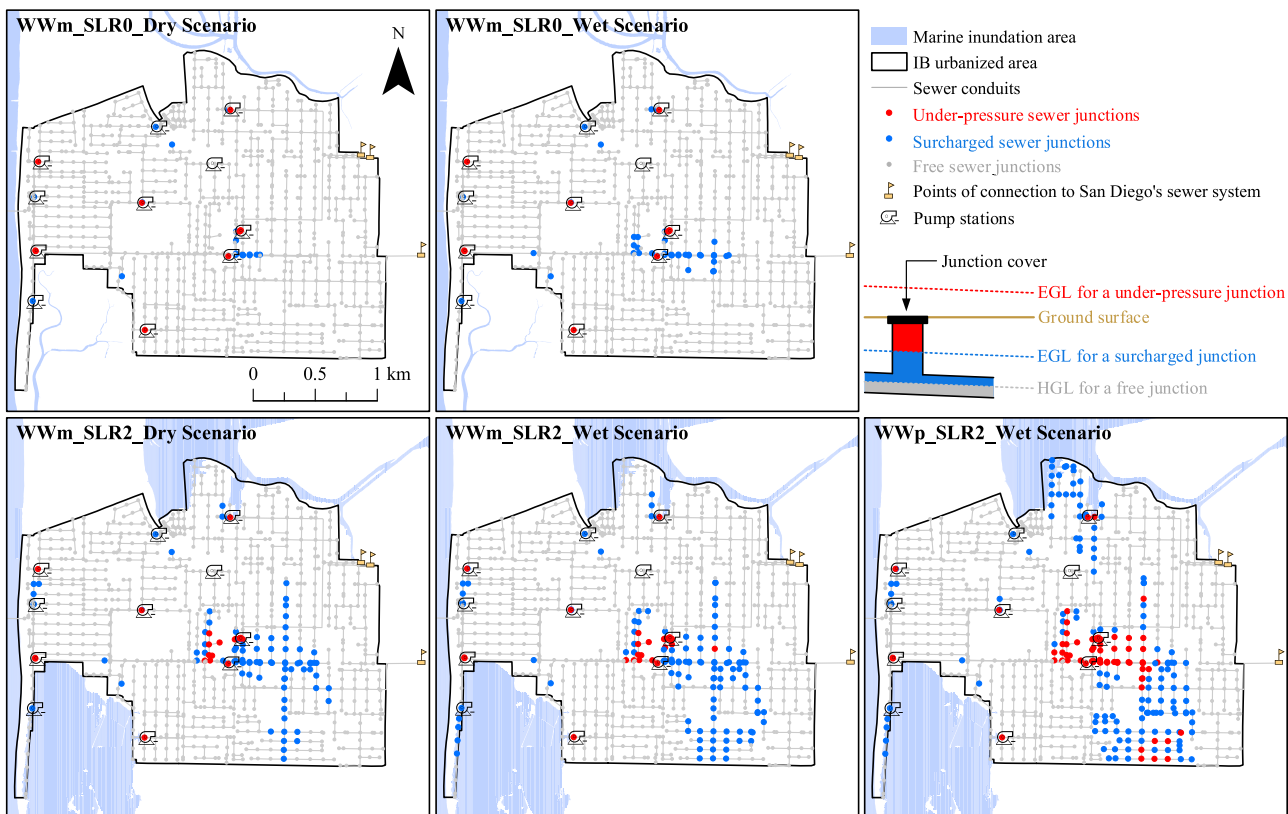 WWm_SLR0_Dry Scenario
N
0 0.5 1 km
WWm_SLR0_Wet Scenario
Marine inundation area
IB urbanized area
Sewer conduits
Under-pressure sewer junctions
Surcharged sewer junctions
Free sewer junctions
Points of connection to San Diego's sewer system
Pump stations
Junction cover
EGL for a under-pressure junction
Ground surface
EGL for a surcharged junction
HGL for a free junction
WWm_SLR2_Dry Scenario
WWm_SLR2_Wet Scenario
WWp_SLR2_Wet Scenario